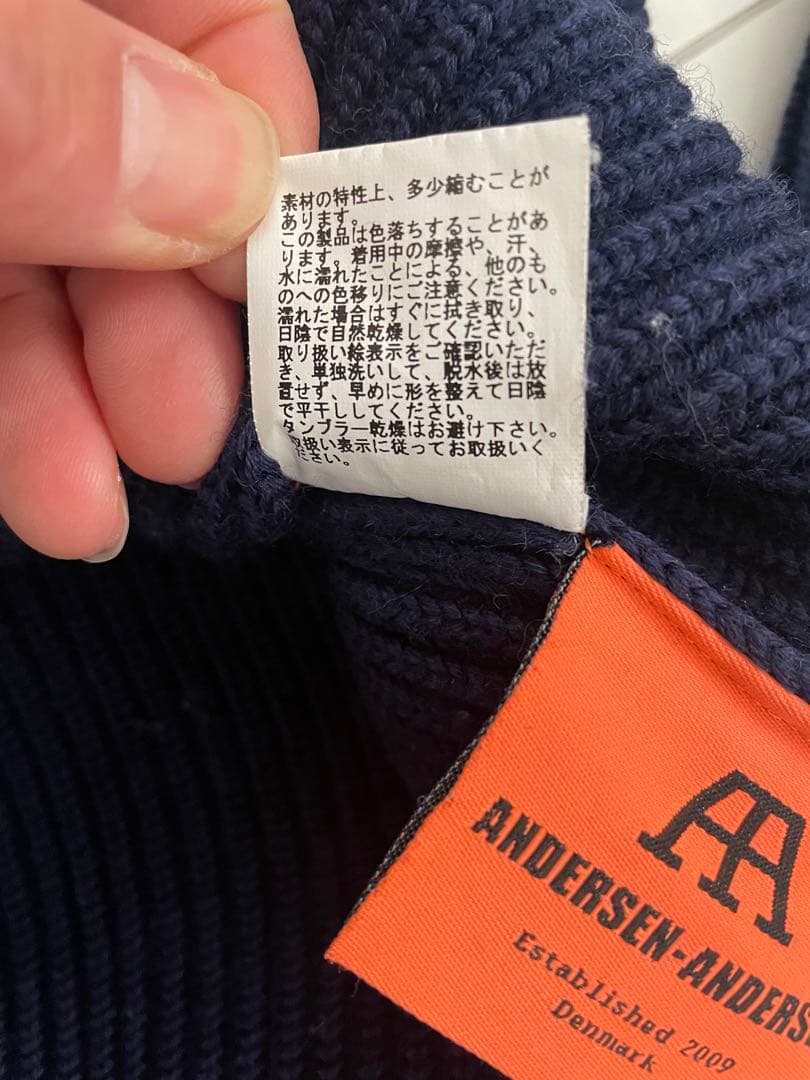 素材の特性上、多少縮むことが
あります。
この製品は色落ちすることがあ
ります。着用中の摩擦や、汗、
水に濡れたことによる、他のも
のへの色移りにご注意ください。
濡れた場合はすぐに拭き取り、
日陰で自然乾燥してください。
取り扱い絵表示をご確認いただ
き、単独洗いして、脱水後は放
置せず、早めに形を整えて日陰
で平干ししてください。
タンブラー乾燥はお避け下さい。
取扱い表示に従ってお取扱いく
ださい。
AA
ANDERSEN-ANDERS
Established 2009
Denmark